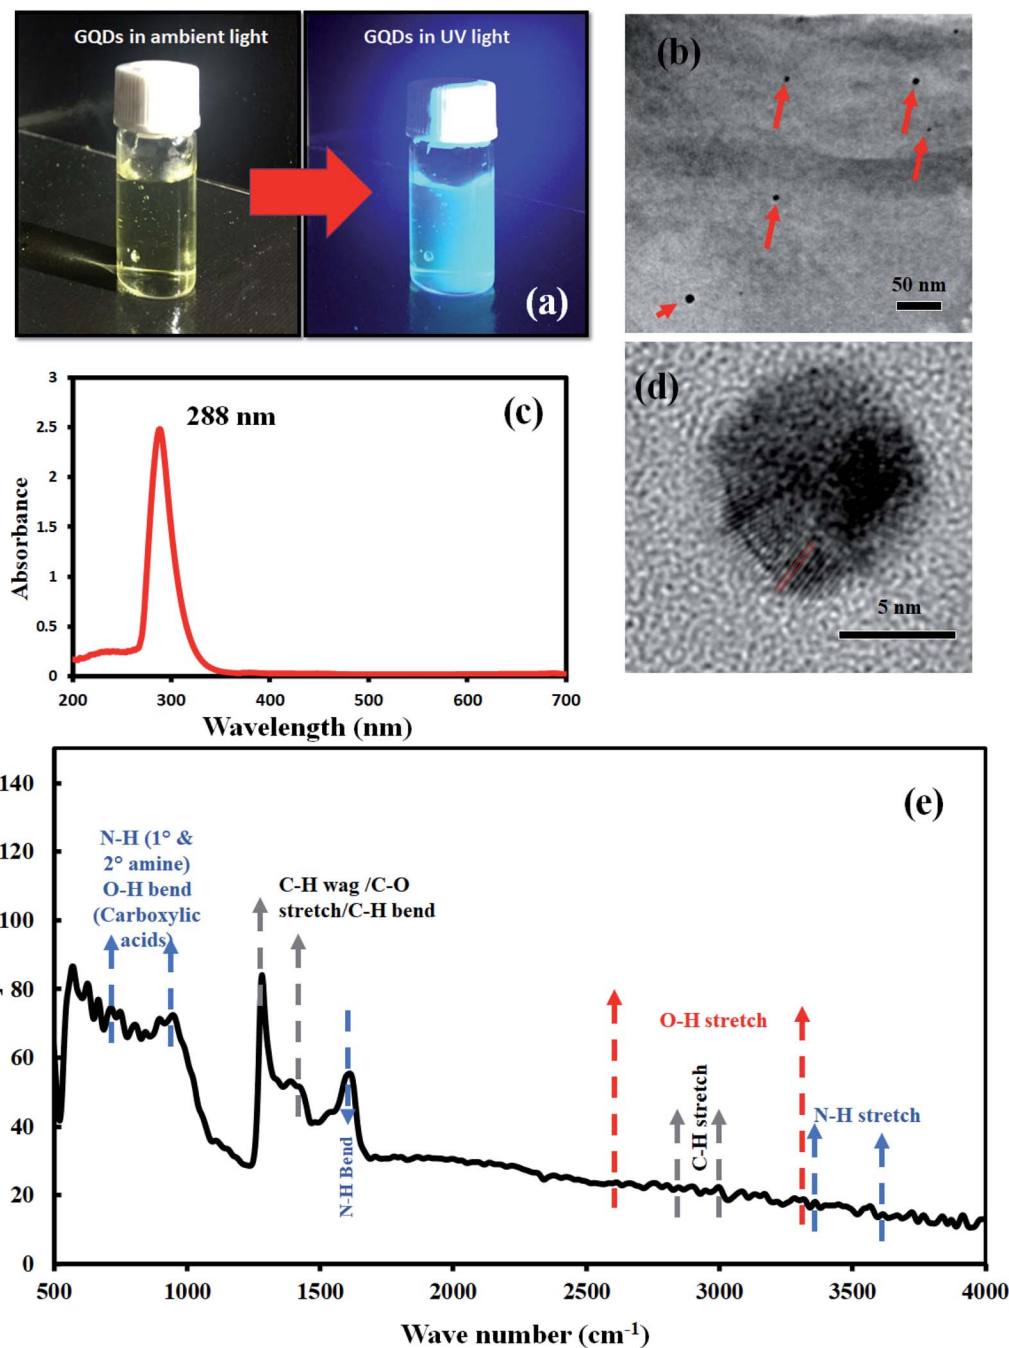 GQDs in ambient light
GQDs in UV light
(a)
(b)
50 nm
3
2.5
2
1.5
1
0.5
0
288 nm
(c)
Absorbance
200
300
400
500
600
700
Wavelength (nm)
(d)
5 nm
140
120
100
80
60
40
20
0
(e)
N-H (1° &
2° amine)
O-H bend
(Carboxylic
acids)
C-H wag /C-O
stretch/C-H bend
N-H Bend
O-H stretch
C-H stretch
N-H stretch
500
1000
1500
2000
2500
3000
3500
4000
Wave number (cm⁻¹)